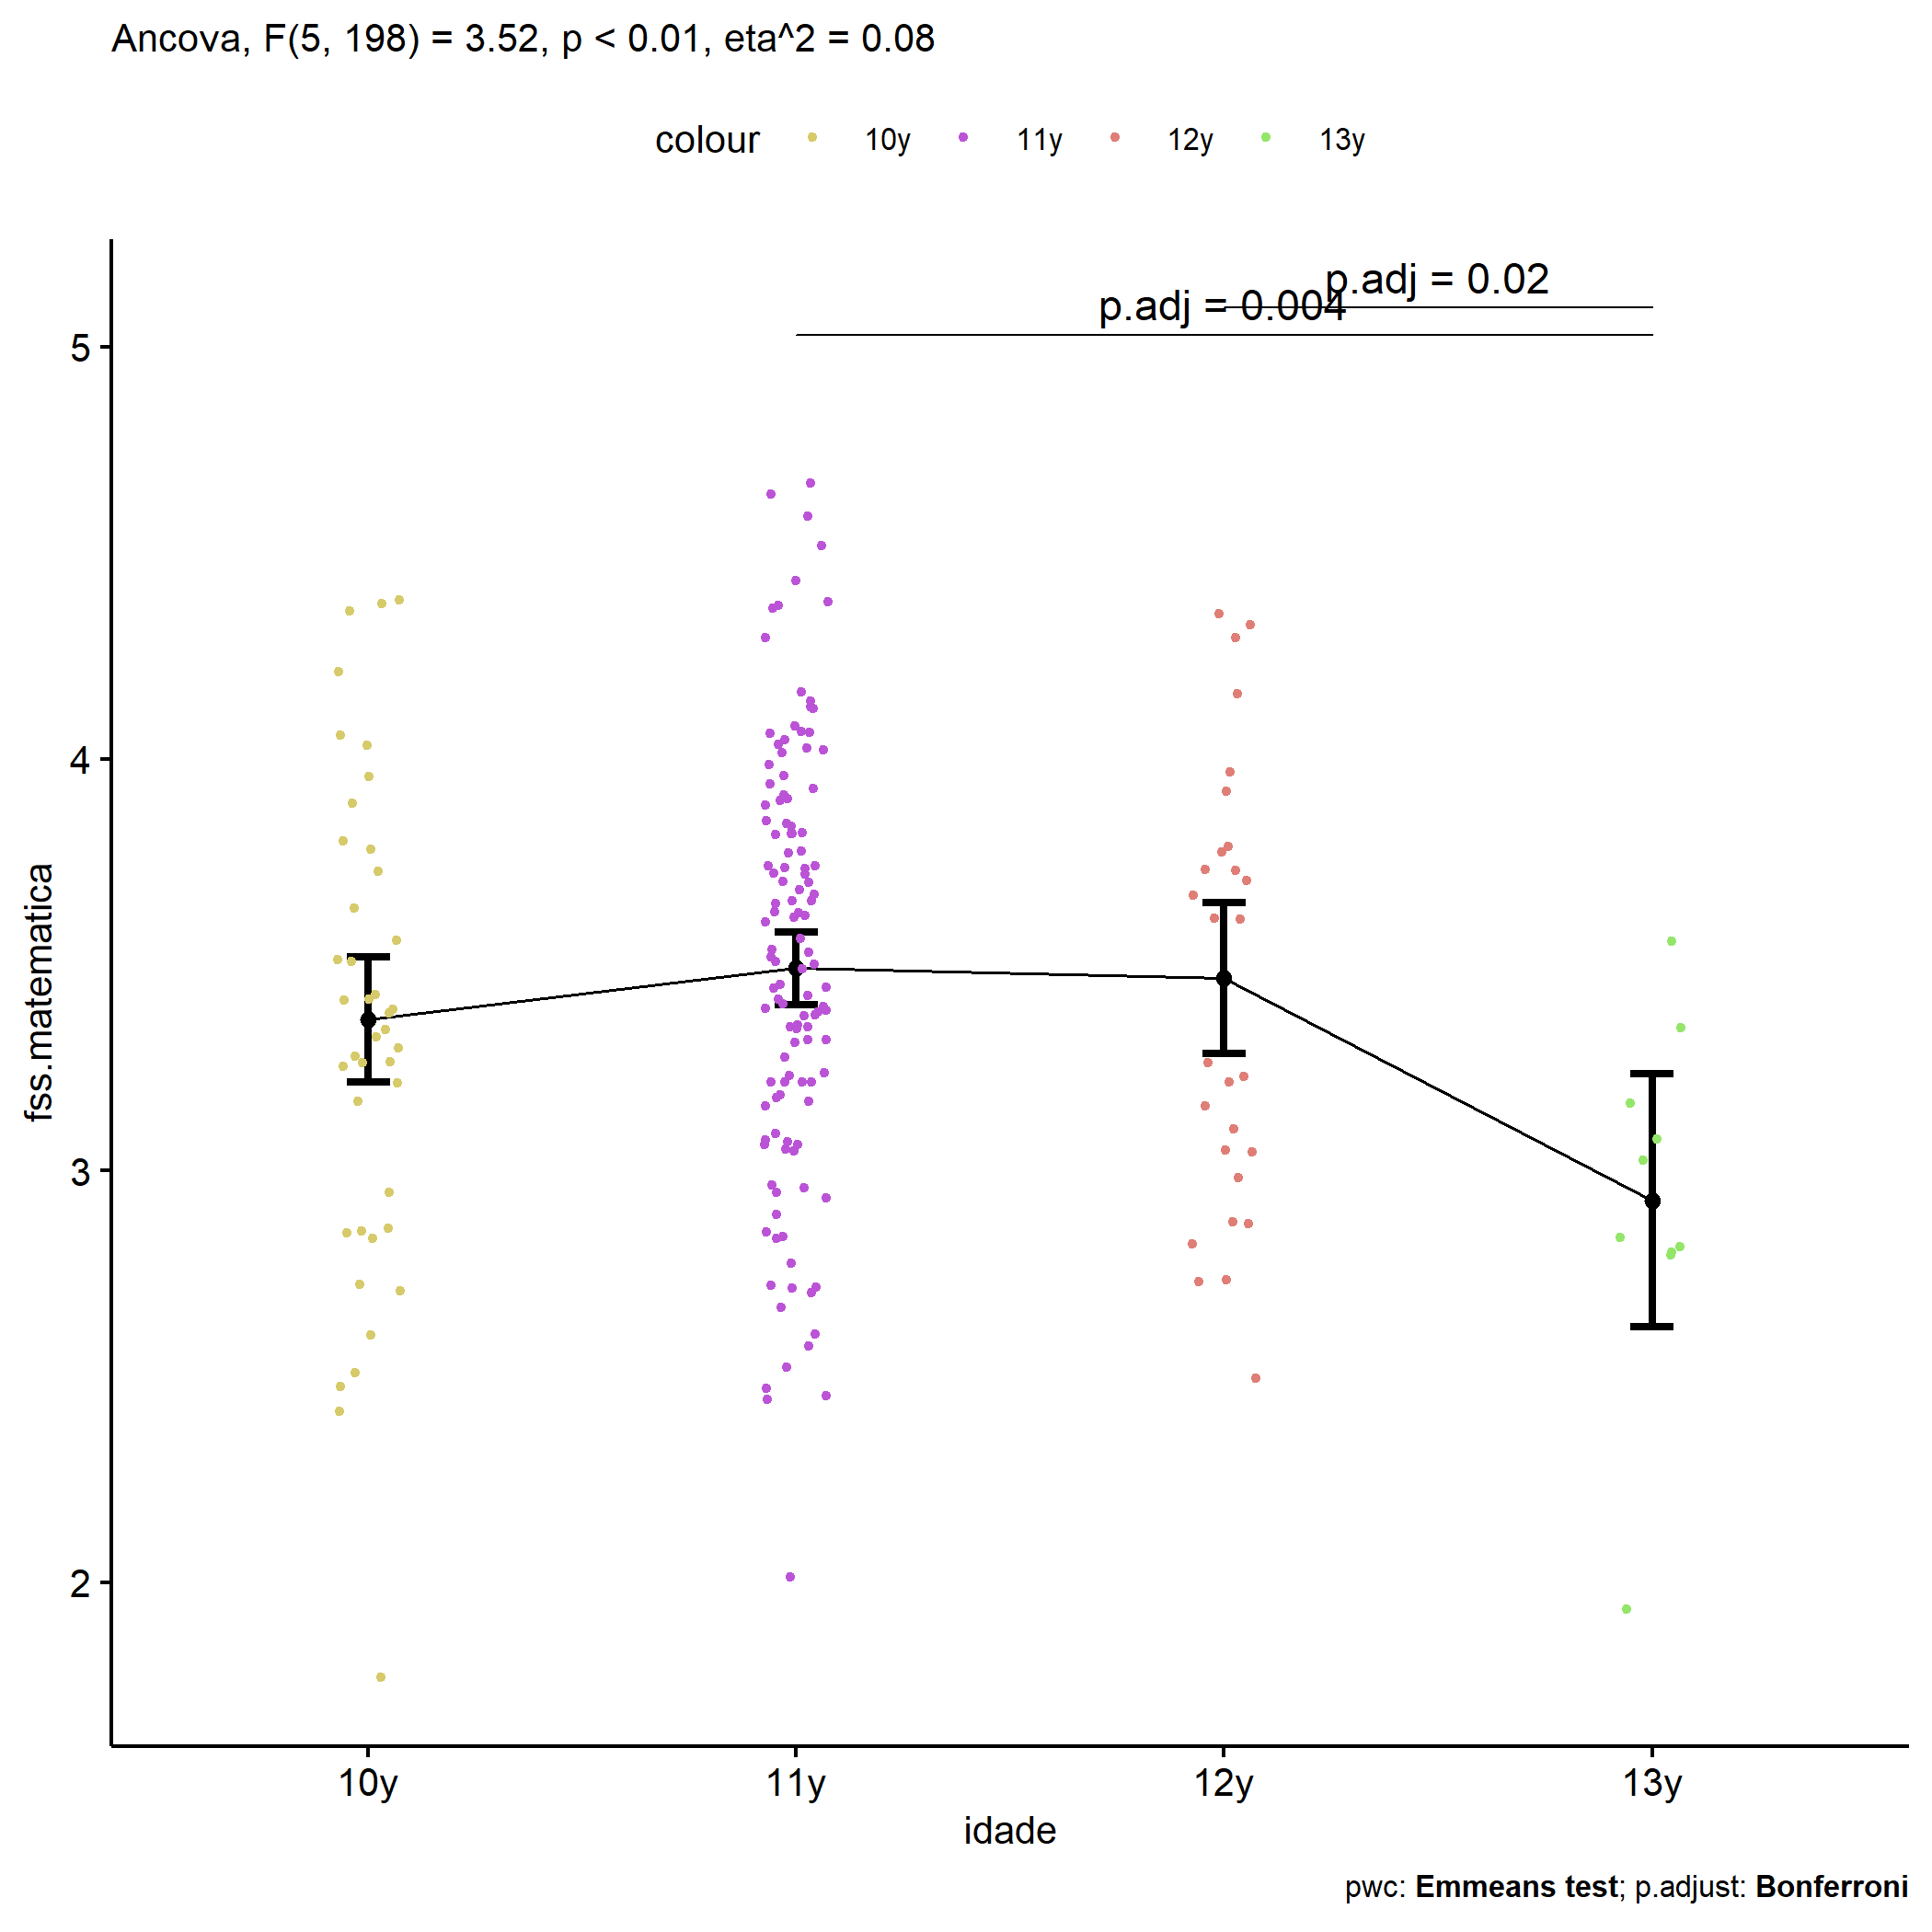 Ancova, F(5, 198) = 3.52, p < 0.01, eta^2 = 0.08
colour 10y 11y 12y 13y
p.adj = 0.02
p.adj = 0.004
5
4
3
2
fss.matematica
10y 11y 12y 13y
idade
pwc: Emmeans test; p.adjust: Bonferroni